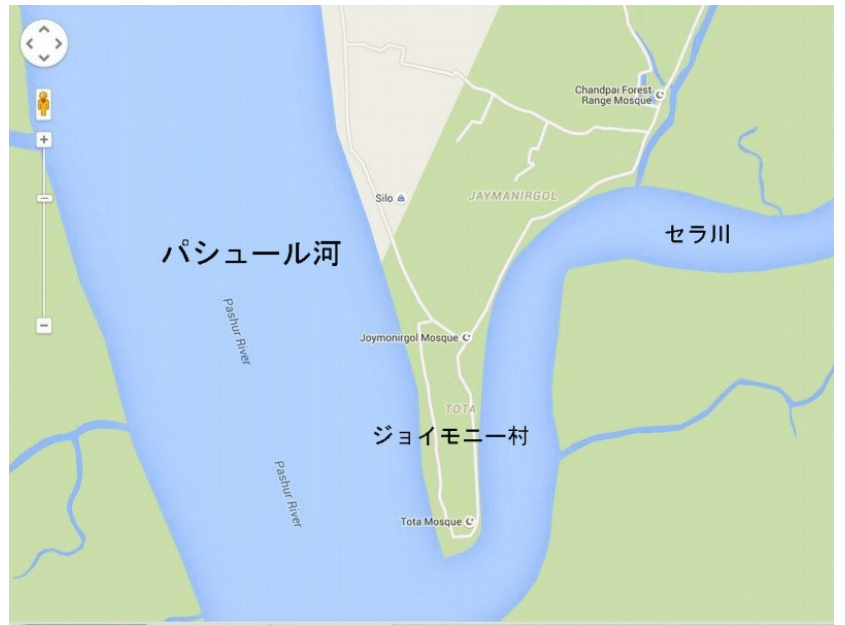 Chandpai Forest
Range Mosque
Silo
JAYMANIRGOL
セラ川
パシュール河
Pashur River
Joymonirgol Mosque
TOTA
ジョイモニー村
Pashur River
Tota Mosque